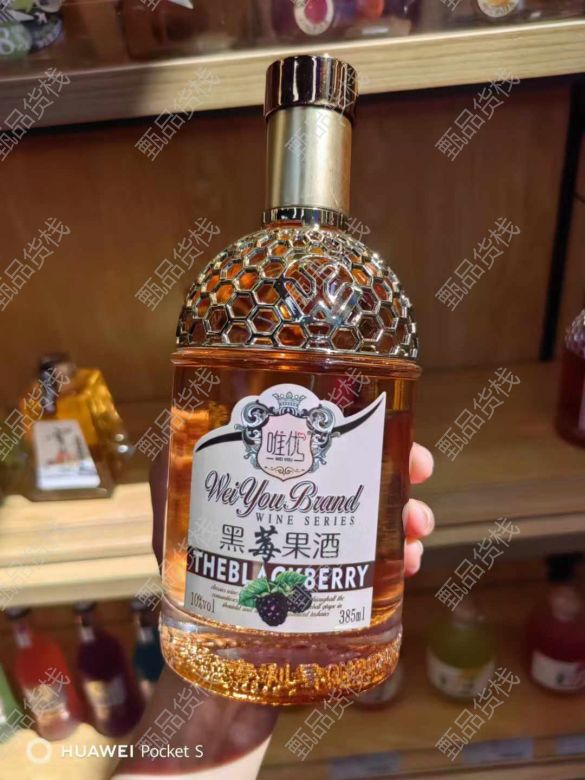 唯优
WEI YOU
Wei You Brand
WINE SERIES
黑莓果酒
THEBLACKBERRY
10%vol
385ml
HUAWEI Pocket S
甄品货栈